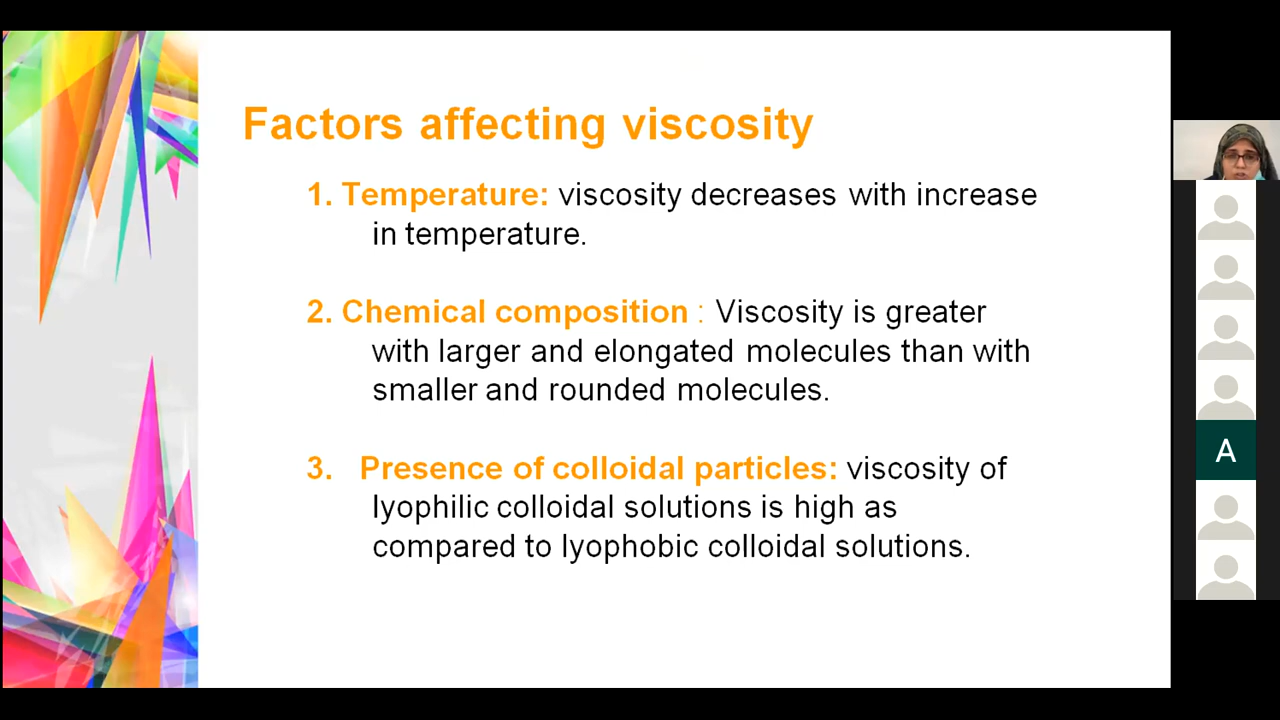 Factors affecting viscosity
1. Temperature: viscosity decreases with increase
in temperature.
2. Chemical composition : Viscosity is greater
with larger and elongated molecules than with
smaller and rounded molecules.
3. Presence of colloidal particles: viscosity of
lyophilic colloidal solutions is high as
compared to lyophobic colloidal solutions.
A